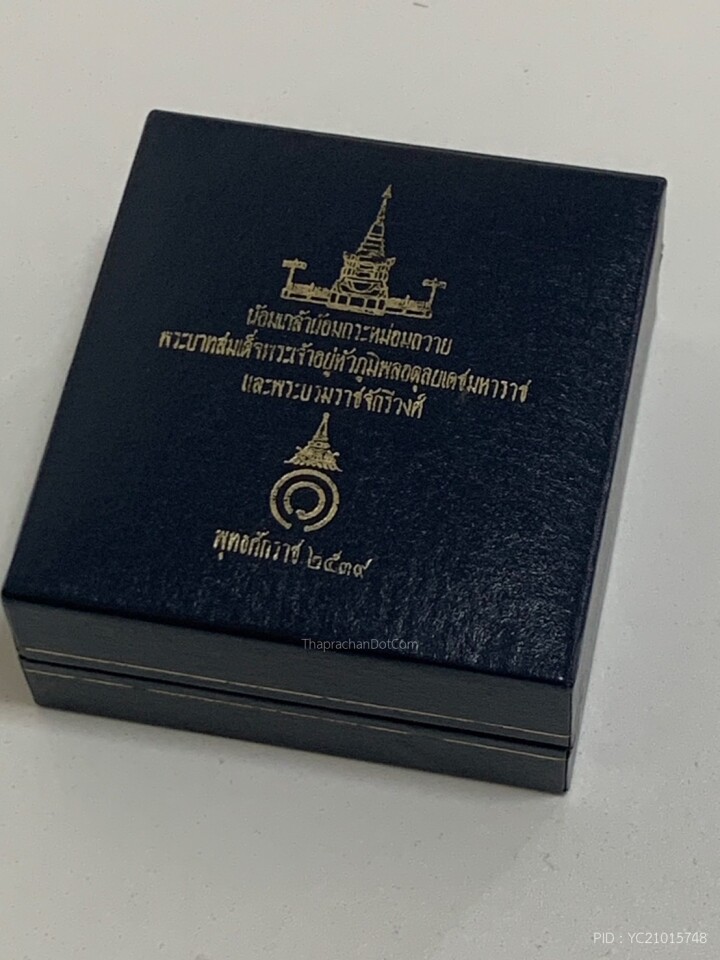 น้อมเกล้าน้อมกระหม่อมถวาย
พระบาทสมเด็จพระเจ้าอยู่หัวภูมิพลอดุลยเดชมหาราช
และพระบรมราชจักรีวงศ์
พุทธศักราช ๒๕๓๙
ThaprachanDotCom
PID : YC21015748